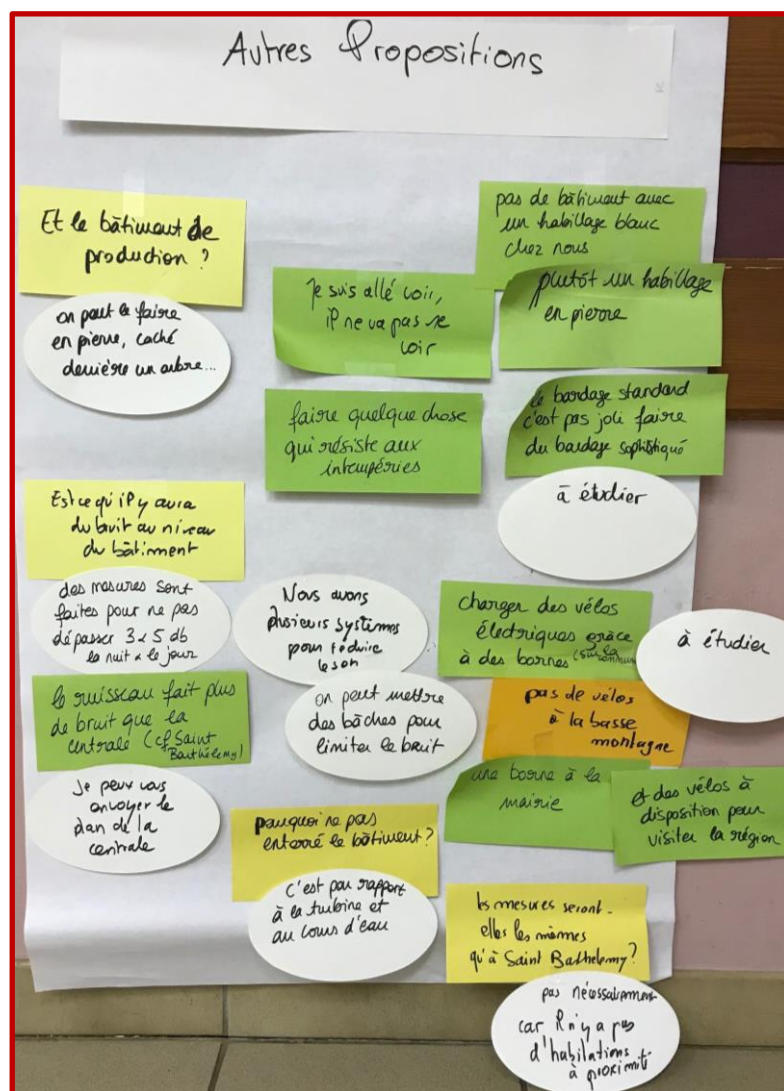 Autres Propositions
Et le bâtiment de
production ?
on peut le faire
en pierre, caché
derrière un arbre...
Je suis allé voir,
il ne va pas se
voir
pas de bâtiment avec
un habillage blanc
chez nous
plutôt un habillage
en pierre
faire quelque chose
qui résiste aux
intempéries
le bardage standard
c'est pas joli faire
du bardage sophistiqué
à étudier
Est ce qu'il y aura
du bruit au niveau
du bâtiment
des mesures sont
faites pour ne pas
dépasser 3 & 5 db
la nuit & le jour
Nous avons
plusieurs systèmes
pour réduire
le son
on peut mettre
des bâches pour
limiter le bruit
le ruisseau fait plus
de bruit que la
centrale (cf Saint
Barthélemy)
Je peux vous
envoyer le
plan de la
centrale
charger des vélos
électriques grâce
à des bornes (sur la
à étudier
pas de vélos
à la basse
montagne
une borne à la
mairie
et des vélos à
disposition pour
visiter la région
pourquoi ne pas
enterré le bâtiment ?
C'est par rapport
à la turbine et
au cours d'eau
les mesures seront-
elles les mêmes
qu'à Saint Barthelemy ?
pas nécessairement
car il n'y a pas
d'habitations
à proximité